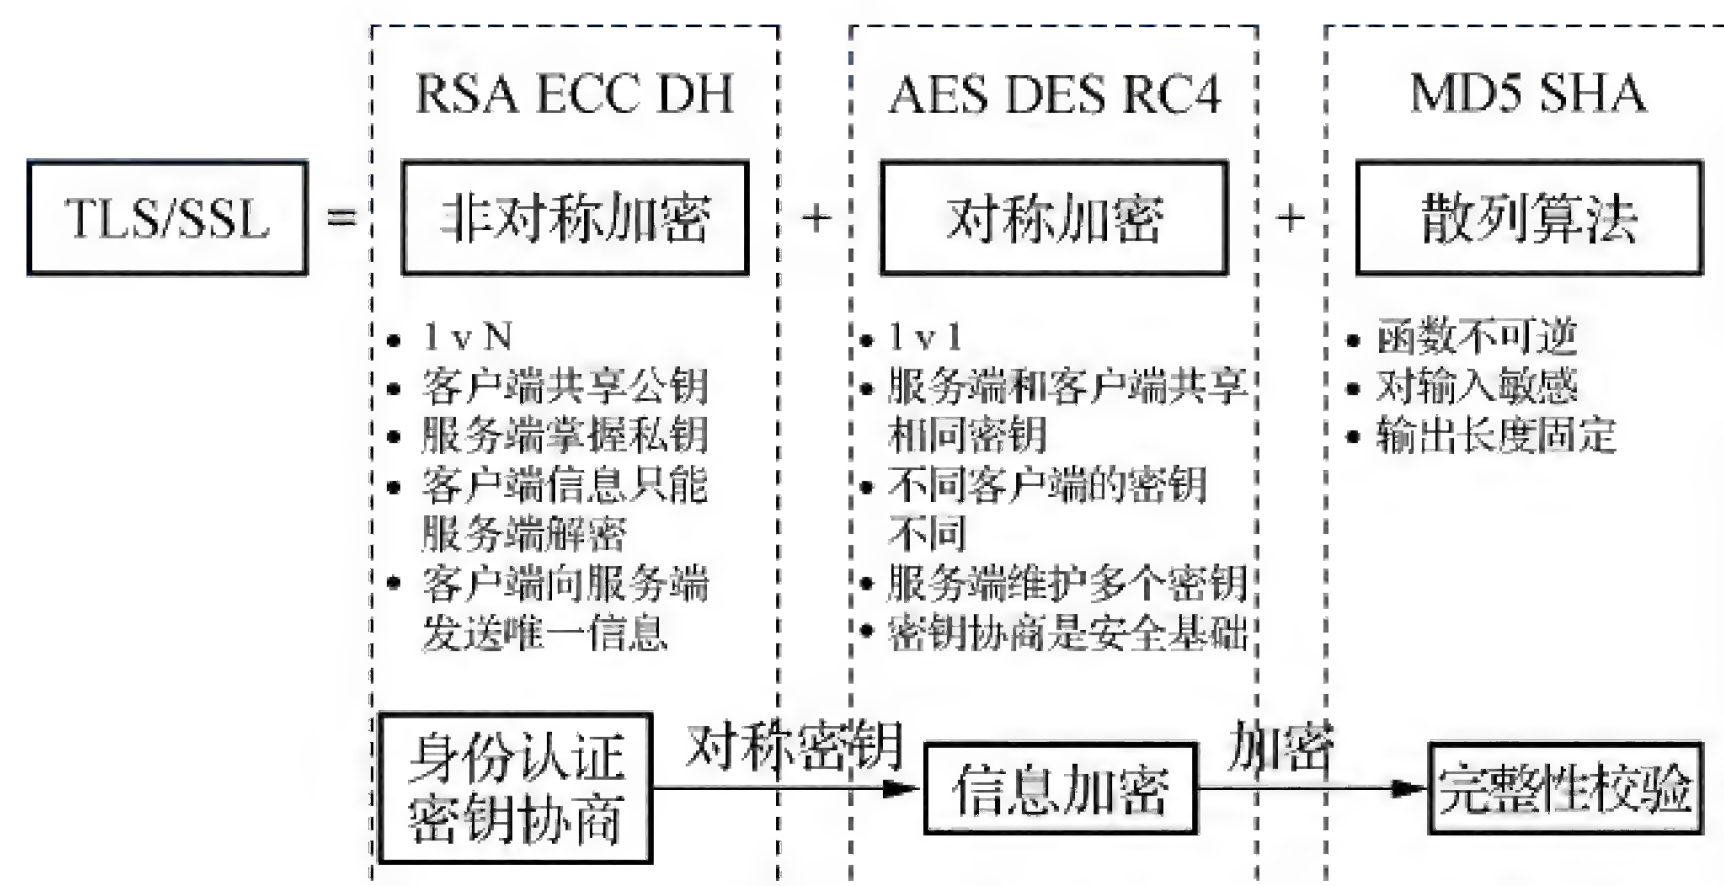 RSA ECC DH
AES DES RC4
MD5 SHA
TLS/SSL
=
非对称加密
+
对称加密
+
散列算法
• 1 v N
• 客户端共享公钥
• 服务端掌握私钥
• 客户端信息只能
服务端解密
• 客户端向服务端
发送唯一信息
• 1 v 1
• 服务端和客户端共享
相同密钥
• 不同客户端的密钥
不同
• 服务端维护多个密钥
• 密钥协商是安全基础
• 函数不可逆
• 对输入敏感
• 输出长度固定
身份认证
密钥协商
对称密钥
信息加密
加密
完整性校验